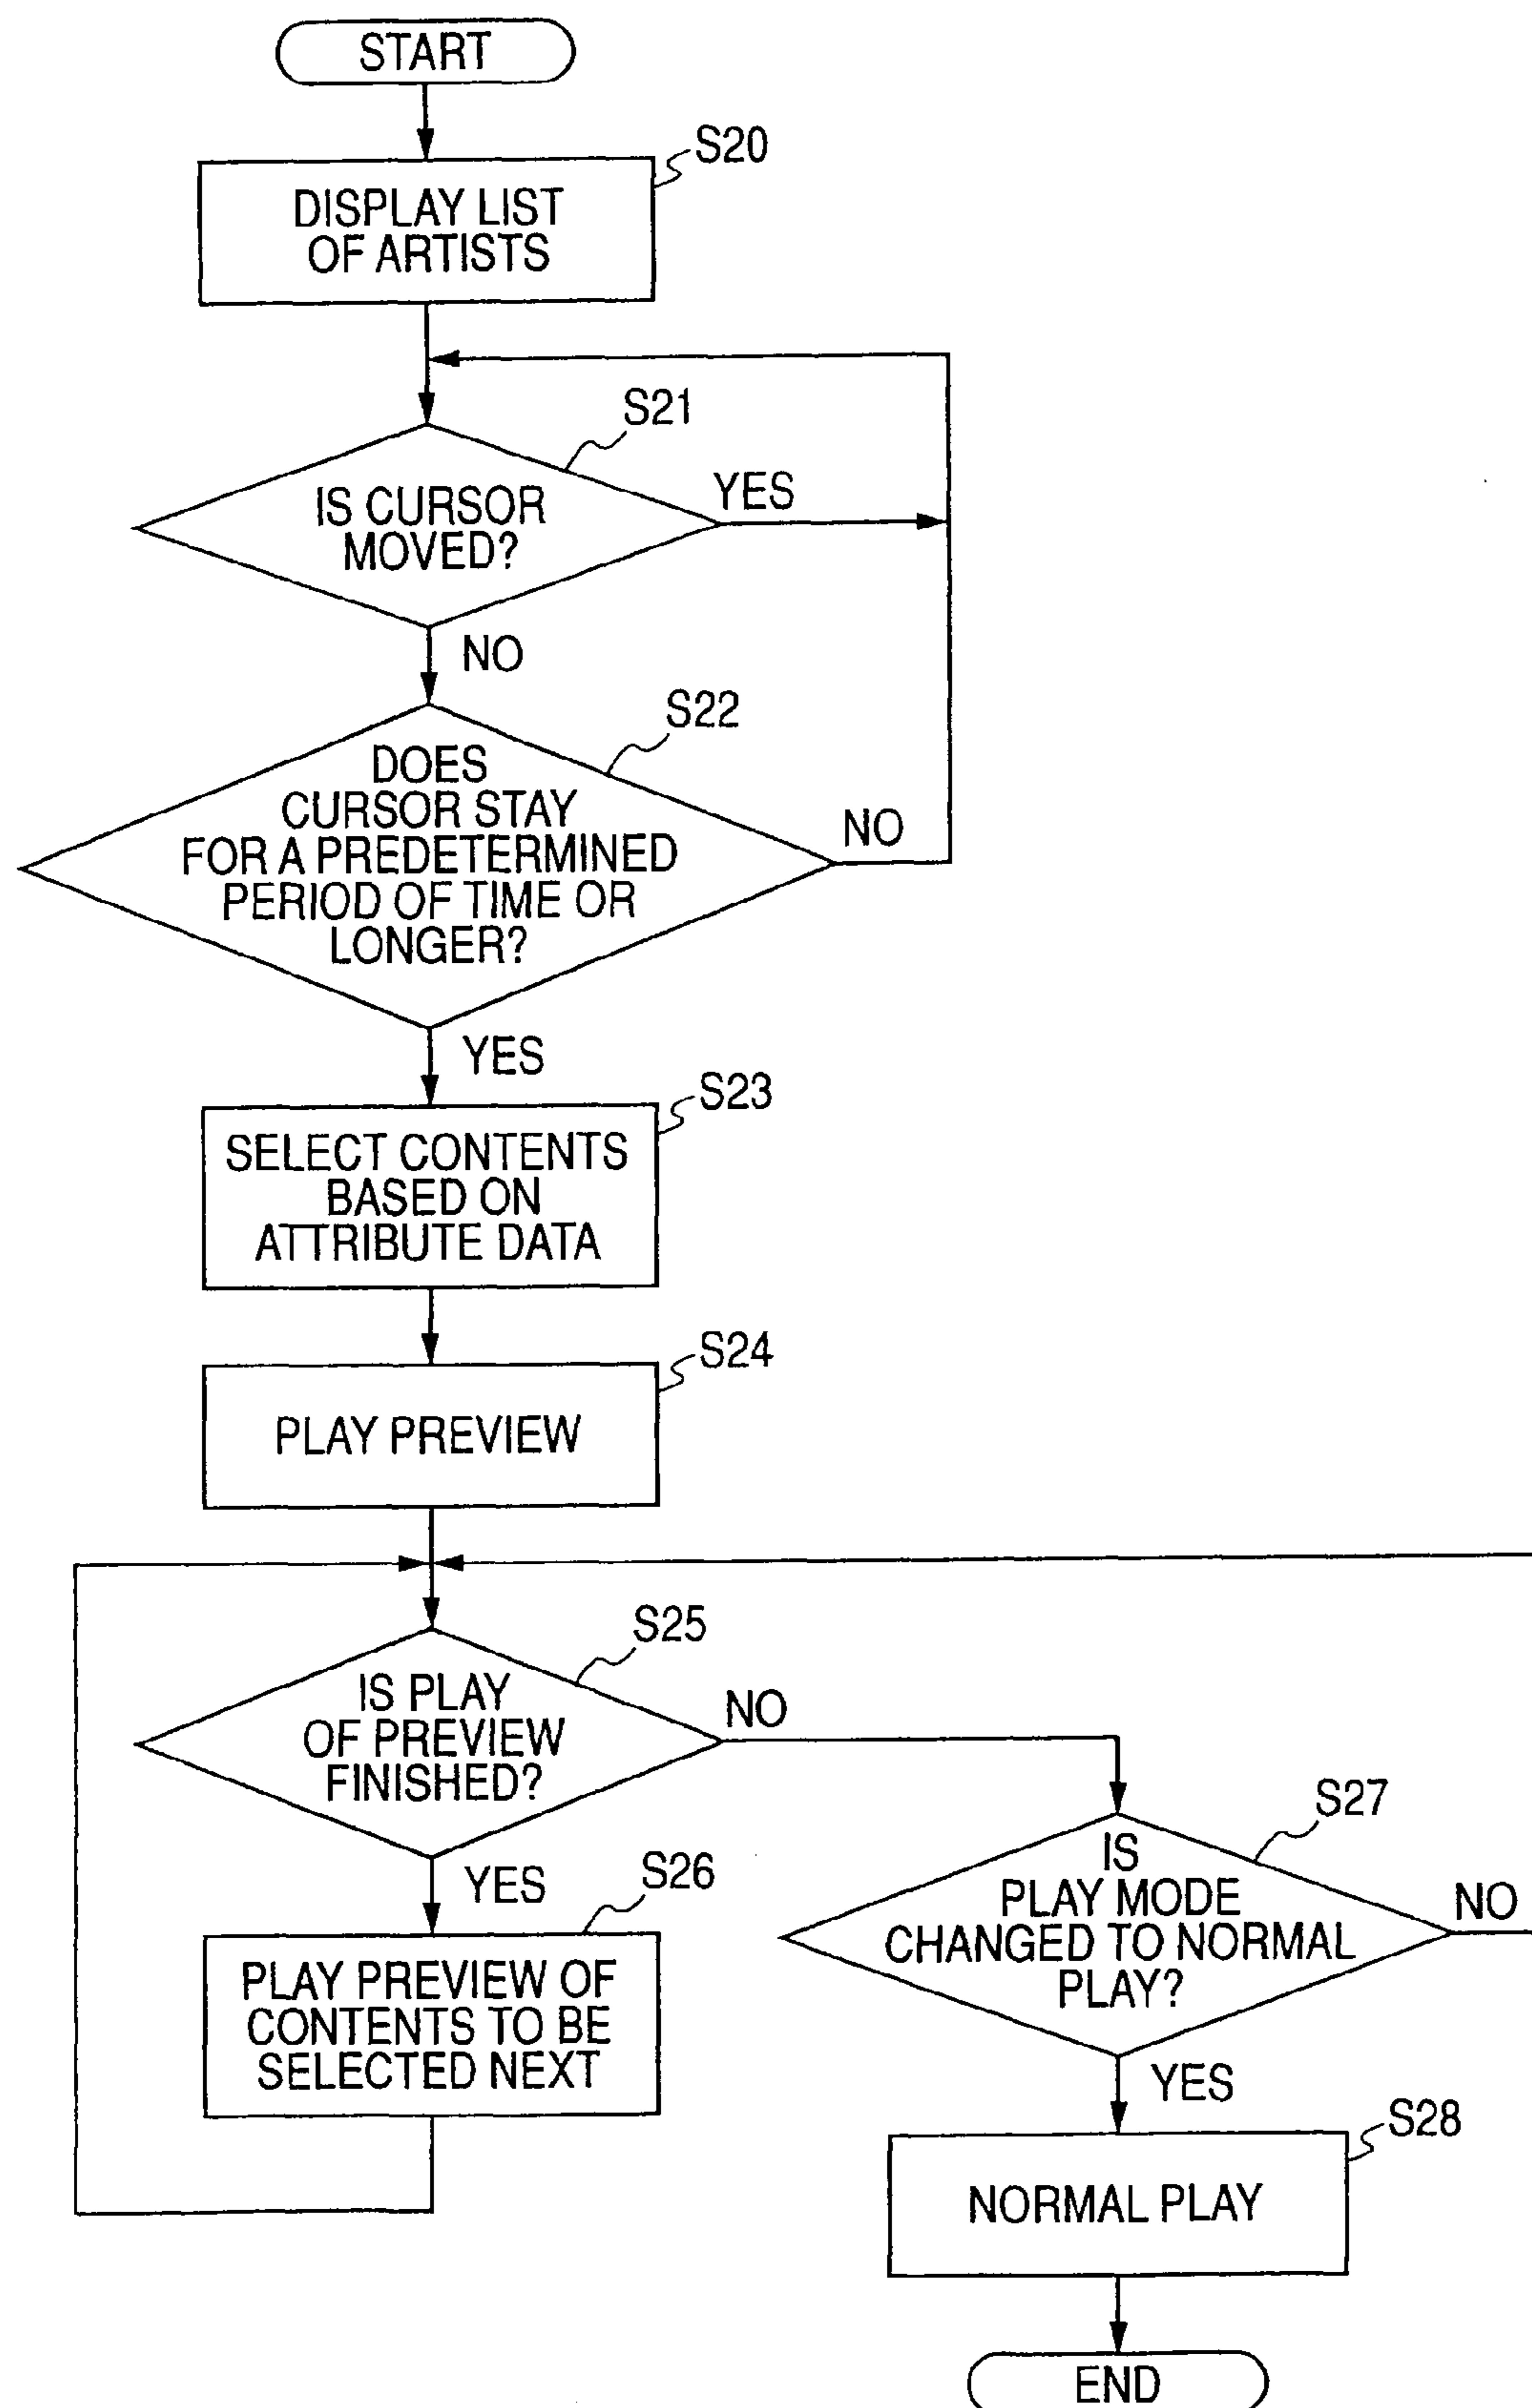 START
S20
DISPLAY LIST
OF ARTISTS
S21
IS CURSOR
MOVED?
YES
NO
S22
DOES
CURSOR STAY
FOR A PREDETERMINED
PERIOD OF TIME OR
LONGER?
NO
YES
S23
SELECT CONTENTS
BASED ON
ATTRIBUTE DATA
S24
PLAY PREVIEW
S25
IS PLAY
OF PREVIEW
FINISHED?
NO
YES
S26
PLAY PREVIEW OF
CONTENTS TO BE
SELECTED NEXT
S27
IS
PLAY MODE
CHANGED TO NORMAL
PLAY?
NO
YES
S28
NORMAL PLAY
END